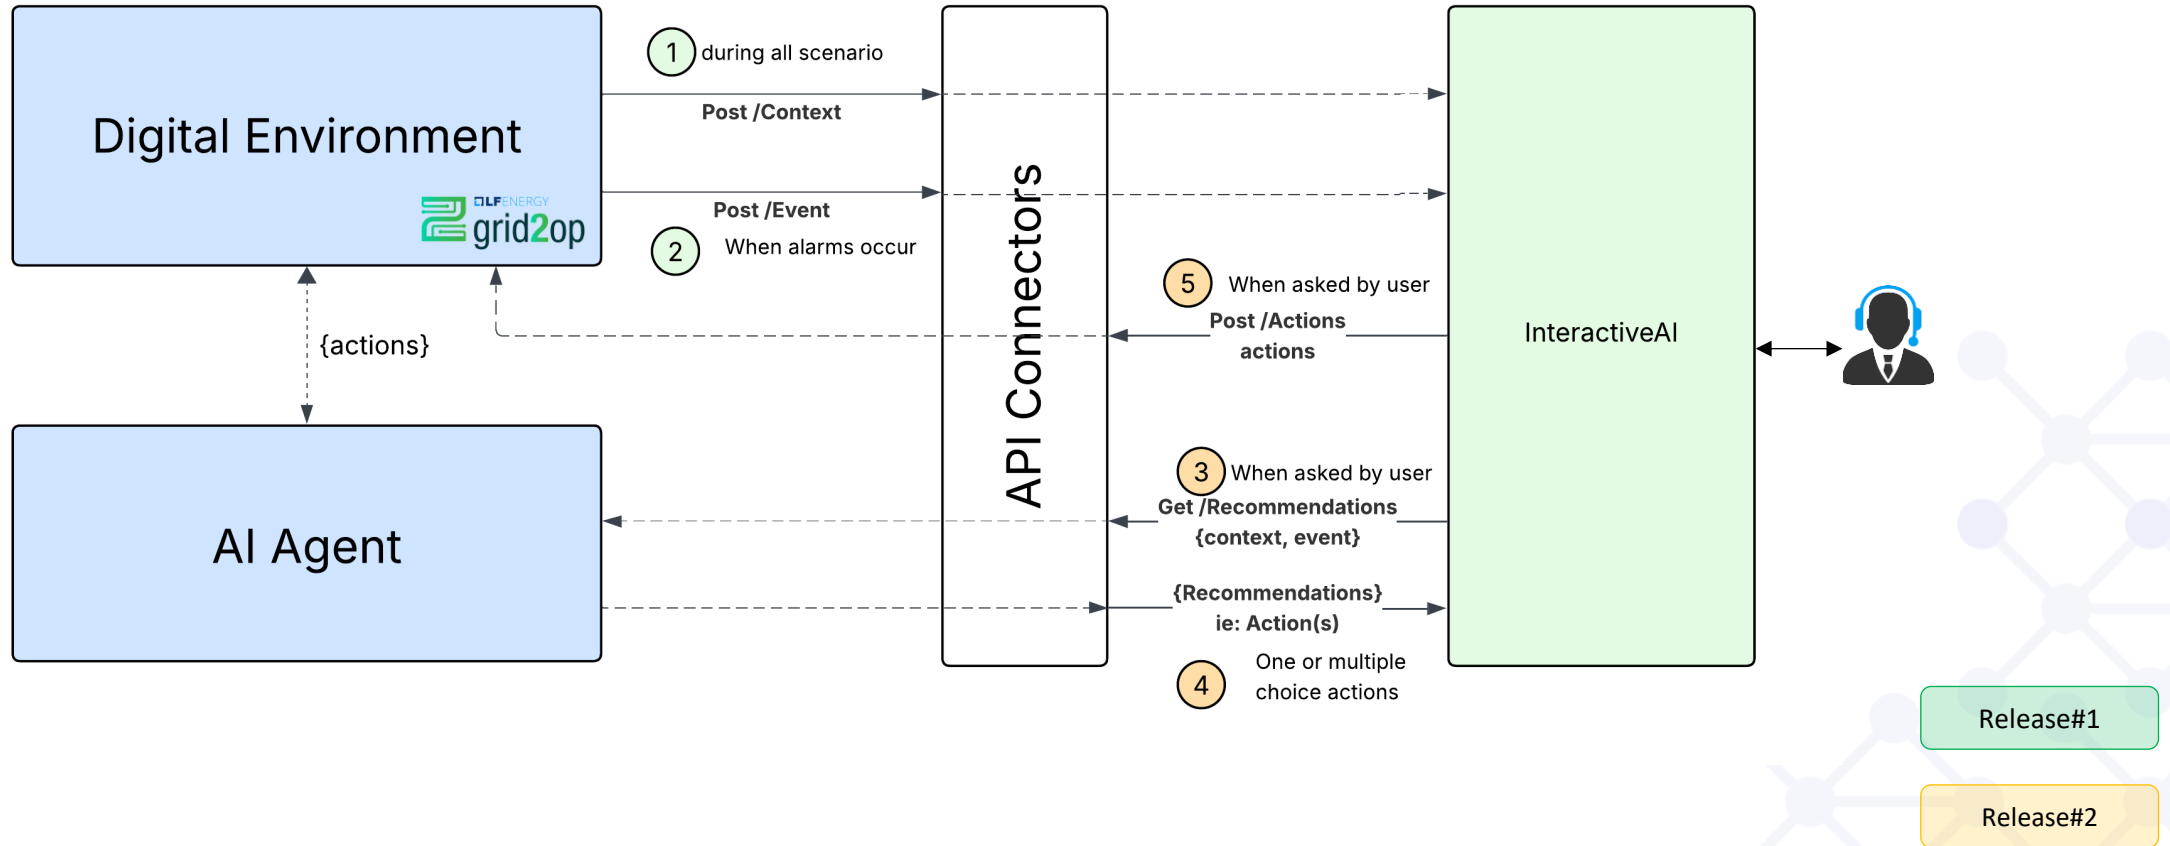 1 during all scenario
Post /Context
Digital Environment
LFENERGY
grid2op
Post /Event
2 When alarms occur
API Connectors
5 When asked by user
Post /Actions
actions
InteractiveAI
{actions}
3 When asked by user
Get /Recommendations
{context, event}
AI Agent
{Recommendations}
ie: Action(s)
4 One or multiple
choice actions
Release#1
Release#2